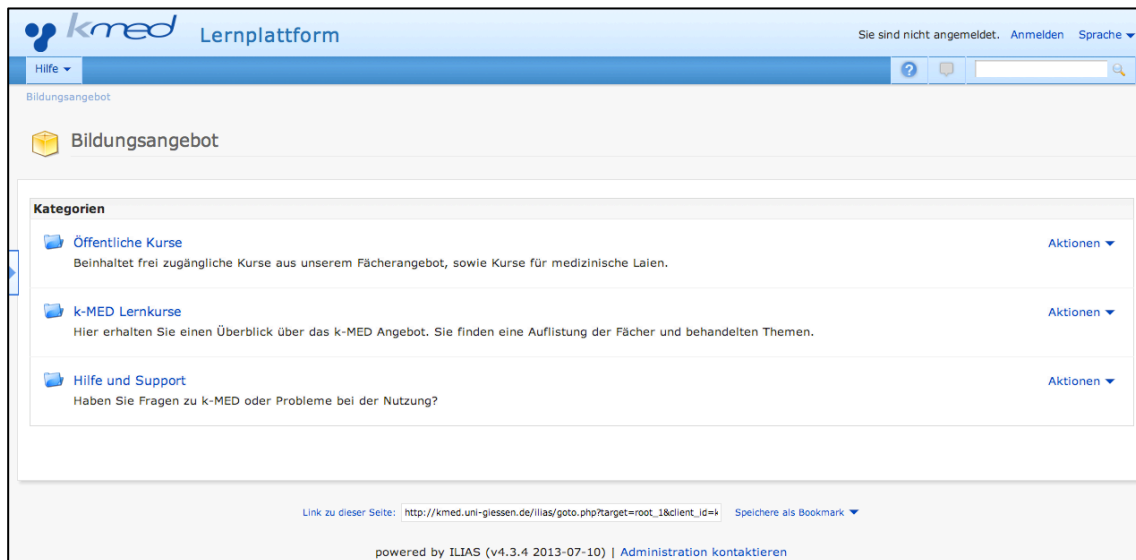 kmed Lernplattform Sie sind nicht angemeldet. Anmelden Sprache
Hilfe
Bildungsangebot
Bildungsangebot
Kategorien
Öffentliche Kurse Aktionen
Beinhaltet frei zugängliche Kurse aus unserem Fächerangebot, sowie Kurse für medizinische Laien.
k-MED Lernkurse Aktionen
Hier erhalten Sie einen Überblick über das k-MED Angebot. Sie finden eine Auflistung der Fächer und behandelten Themen.
Hilfe und Support Aktionen
Haben Sie Fragen zu k-MED oder Probleme bei der Nutzung?
Link zu dieser Seite: http://kmed.uni-giessen.de/ilias/goto.php?target=root_1&client_id=k Speichere als Bookmark
powered by ILIAS (v4.3.4 2013-07-10) | Administration kontaktieren